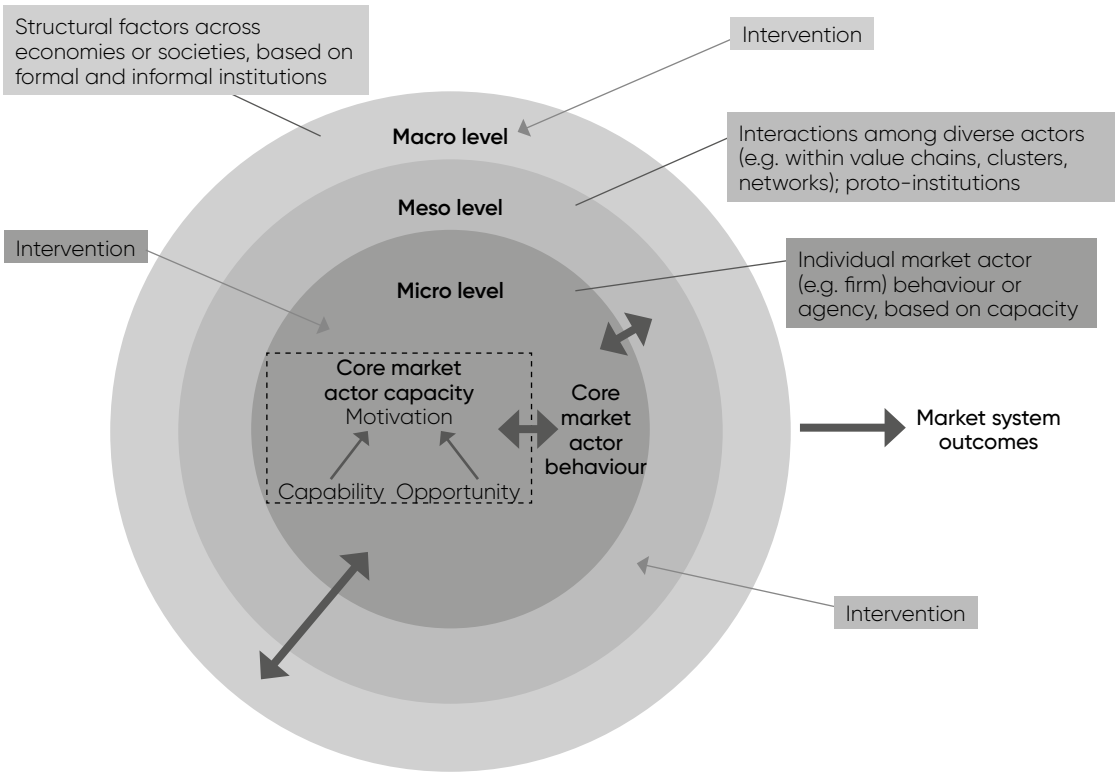 Structural factors across
economies or societies, based on
formal and informal institutions
Intervention
Macro level
Interactions among diverse actors
(e.g. within value chains, clusters,
networks); proto-institutions
Meso level
Intervention
Individual market actor
(e.g. firm) behaviour or
agency, based on capacity
Micro level
Core market
actor capacity
Motivation
Capability Opportunity
Core
market
actor
behaviour
Market system
outcomes
Intervention